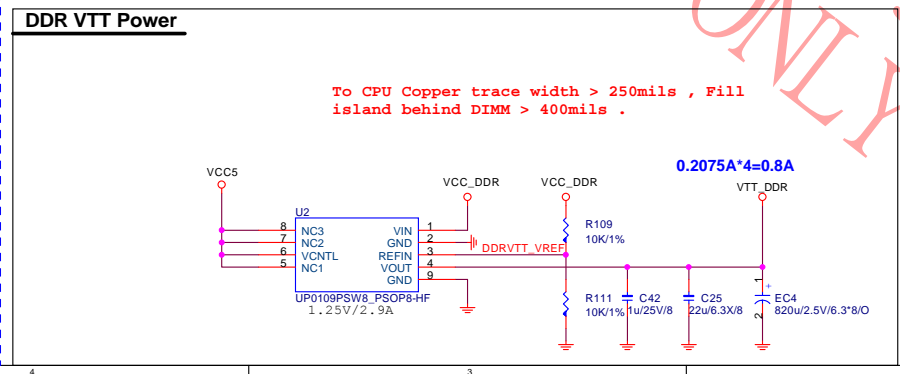 DDR VTT Power
ONLY
To CPU Copper trace width > 250mils , Fill
island behind DIMM > 400mils .
0.2075A*4=0.8A
VCC5
VCC_DDR
VCC_DDR
VTT_DDR
U2
8 NC3 VIN 1
7 NC2 GND 2
6 VCNTL REFIN 3
5 NC1 VOUT 4
GND 9
DDRVTT_VREF
UP0109PSW8_PSOP8-HF
1.25V/2.9A
R109
10K/1%
R111
10K/1%
C42
1u/25V/8
C25
22u/6.3X/8
1
+
EC4
820u/2.5V/6.3*8/O
2
4
3